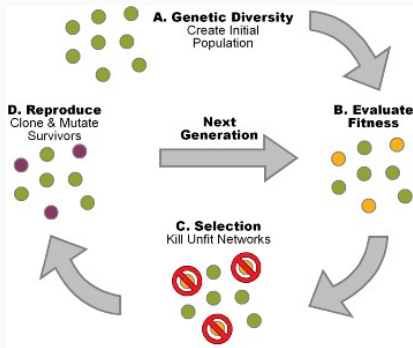 A. Genetic Diversity
Create Initial
Population
D. Reproduce
Clone & Mutate
Survivors
Next
Generation
B. Evaluate
Fitness
C. Selection
Kill Unfit Networks